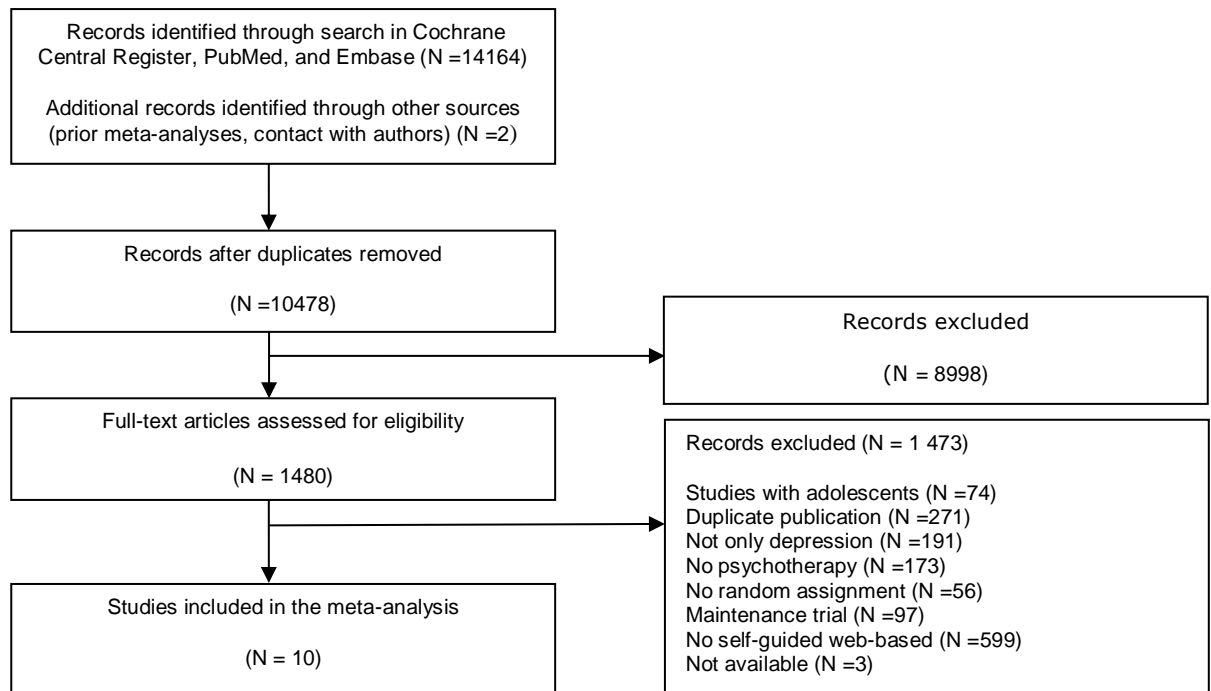 Records identified through search in Cochrane
Central Register, PubMed, and Embase (N =14164)
Additional records identified through other sources
(prior meta-analyses, contact with authors) (N =2)
Records after duplicates removed
(N =10478)
Records excluded
(N = 8998)
Full-text articles assessed for eligibility
(N = 1480)
Records excluded (N = 1 473)
Studies with adolescents (N =74)
Duplicate publication (N =271)
Not only depression (N =191)
No psychotherapy (N =173)
No random assignment (N =56)
Maintenance trial (N =97)
No self-guided web-based (N =599)
Not available (N =3)
Studies included in the meta-analysis
(N = 10)